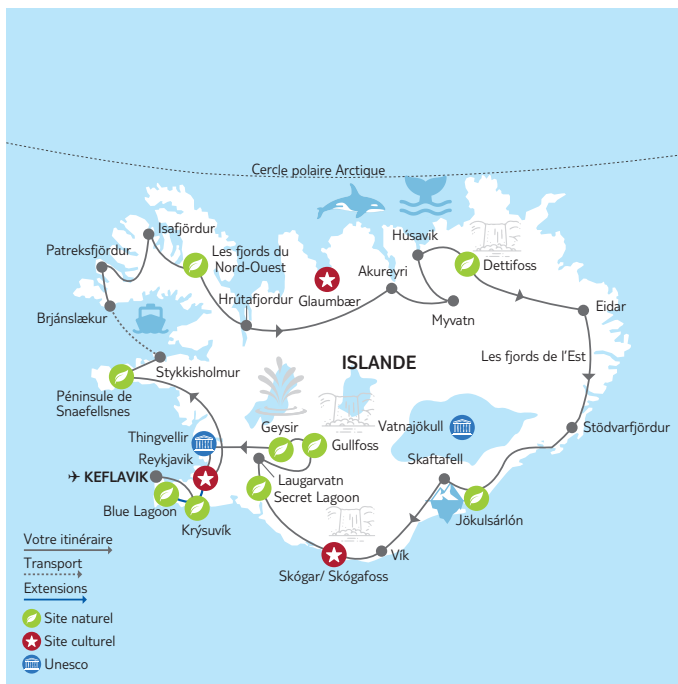 Cercle polaire Arctique
Isafjördur
Patreksfjördur
Les fjords du
Nord-Ouest
Húsavik
Dettifoss
Akureyri
Hrútafjordur
Glaumbær
Myvatn
Eidar
Brjánslækur
Les fjords de l'Est
ISLANDE
Stykkisholmur
Péninsule de
Snaefellsnes
Geysir
Gullfoss
Vatnajökull
Stödvarfjördur
Thingvellir
Reykjavik
KEFLAVIK
Skaftafell
Laugarvatn
Secret Lagoon
Blue Lagoon
Krýsuvík
Jökulsárlón
Vík
Skógar/ Skógafoss
Votre itinéraire
Transport
Extensions
Site naturel
Site culturel
Unesco